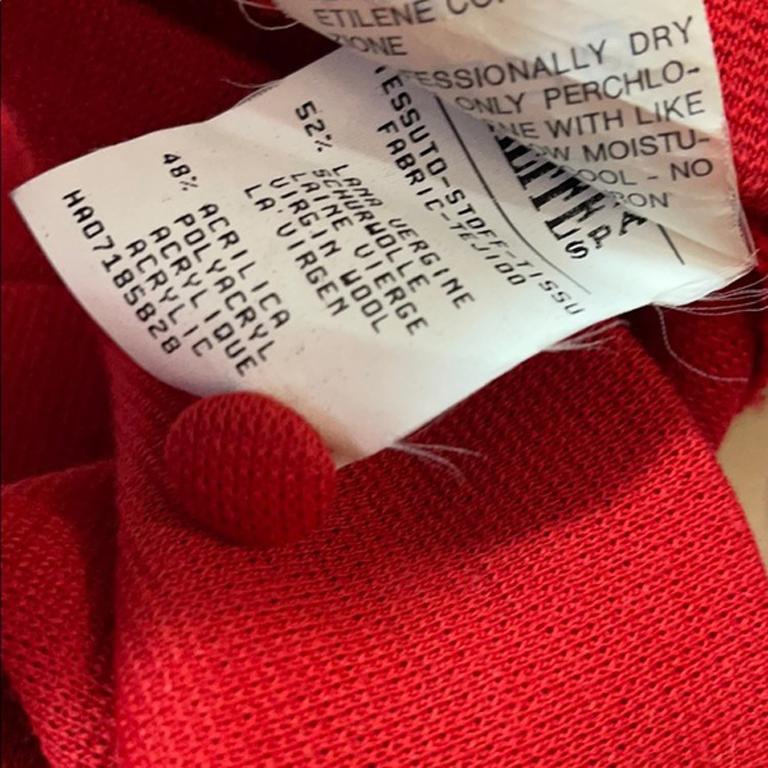 ETILENE CO
ZIONE
ESSIONALLY DRY
ONLY PERCHLO-
NE WITH LIKE
W MOISTU-
OOL - NO
RON
S.P.A
ESSUTO-STOFF-TISSU
FABRIC-TEJIDO
52% LANA VERGINE
SCHURWOLLE
LAINE VIERGE
VIRGIN WOOL
LA. VIRGEN
48% ACRILICA
POLYACRYL
ACRYLIQUE
ACRYLIC
HAD7185828